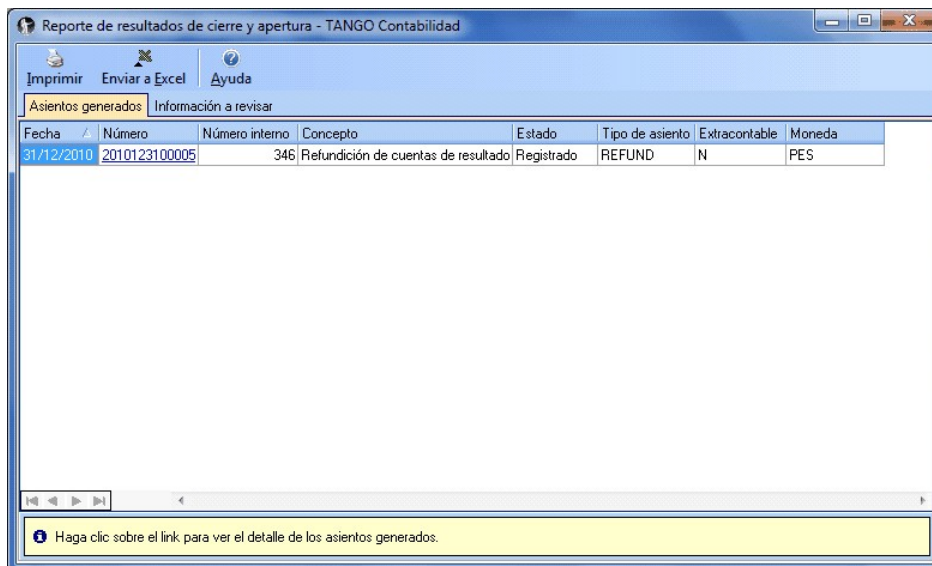 Reporte de resultados de cierre y apertura - TANGO Contabilidad
Imprimir Enviar a Excel Ayuda
Asientos generados Información a revisar
Fecha Número Número interno Concepto Estado Tipo de asiento Extracontable Moneda
31/12/2010 2010123100005 346 Refundición de cuentas de resultado Registrado REFUND N PES
Haga clic sobre el link para ver el detalle de los asientos generados.